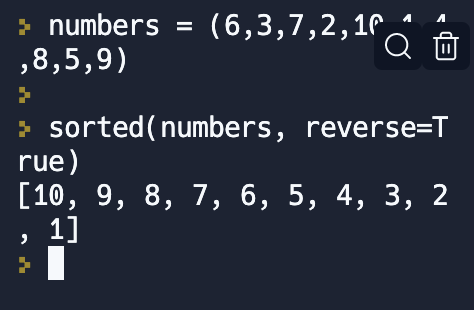 numbers = (6,3,7,2,10,1,4
,8,5,9)
sorted(numbers, reverse=T
rue)
[10, 9, 8, 7, 6, 5, 4, 3, 2
, 1]